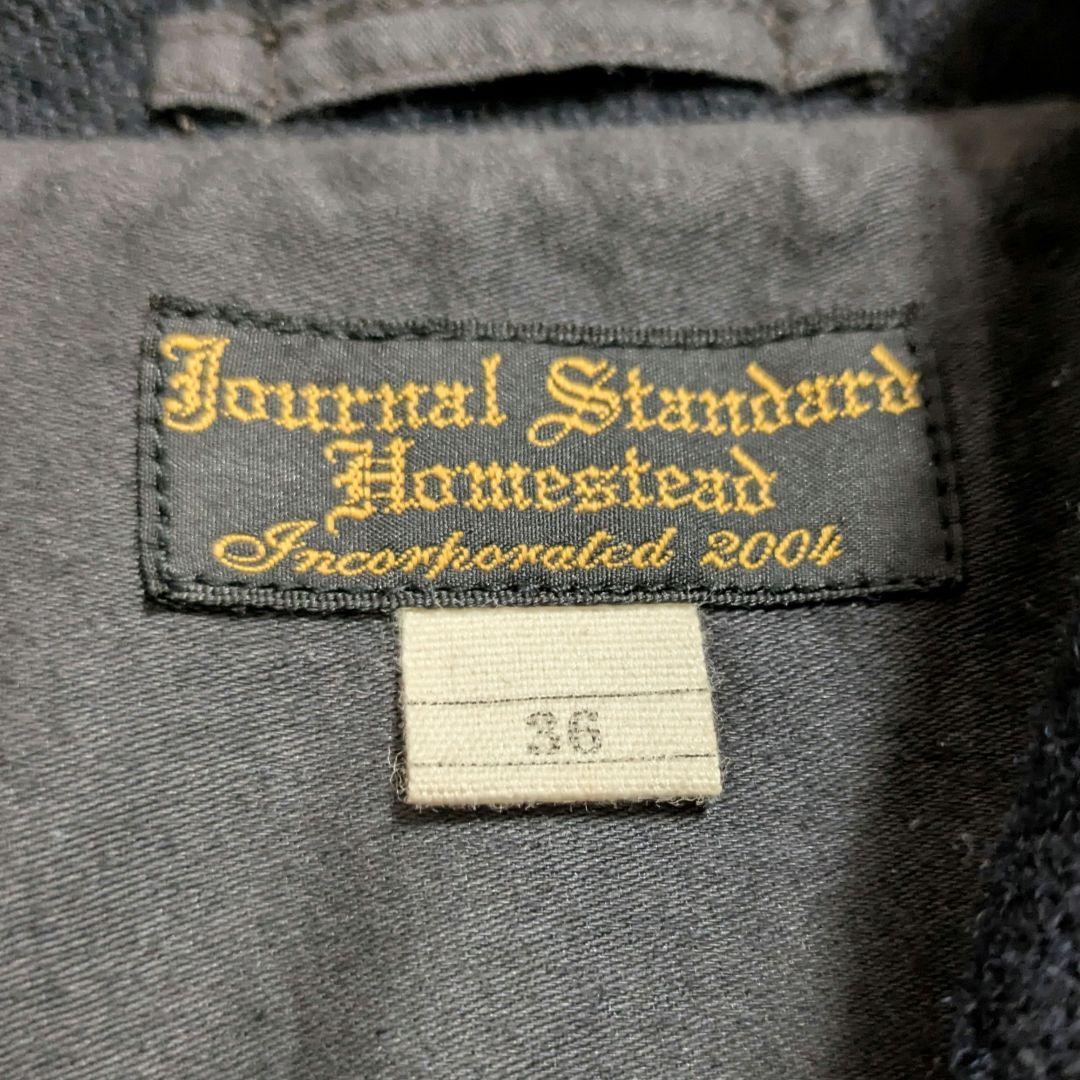 Journal Standard
Homestead
Incorporated 2004
36